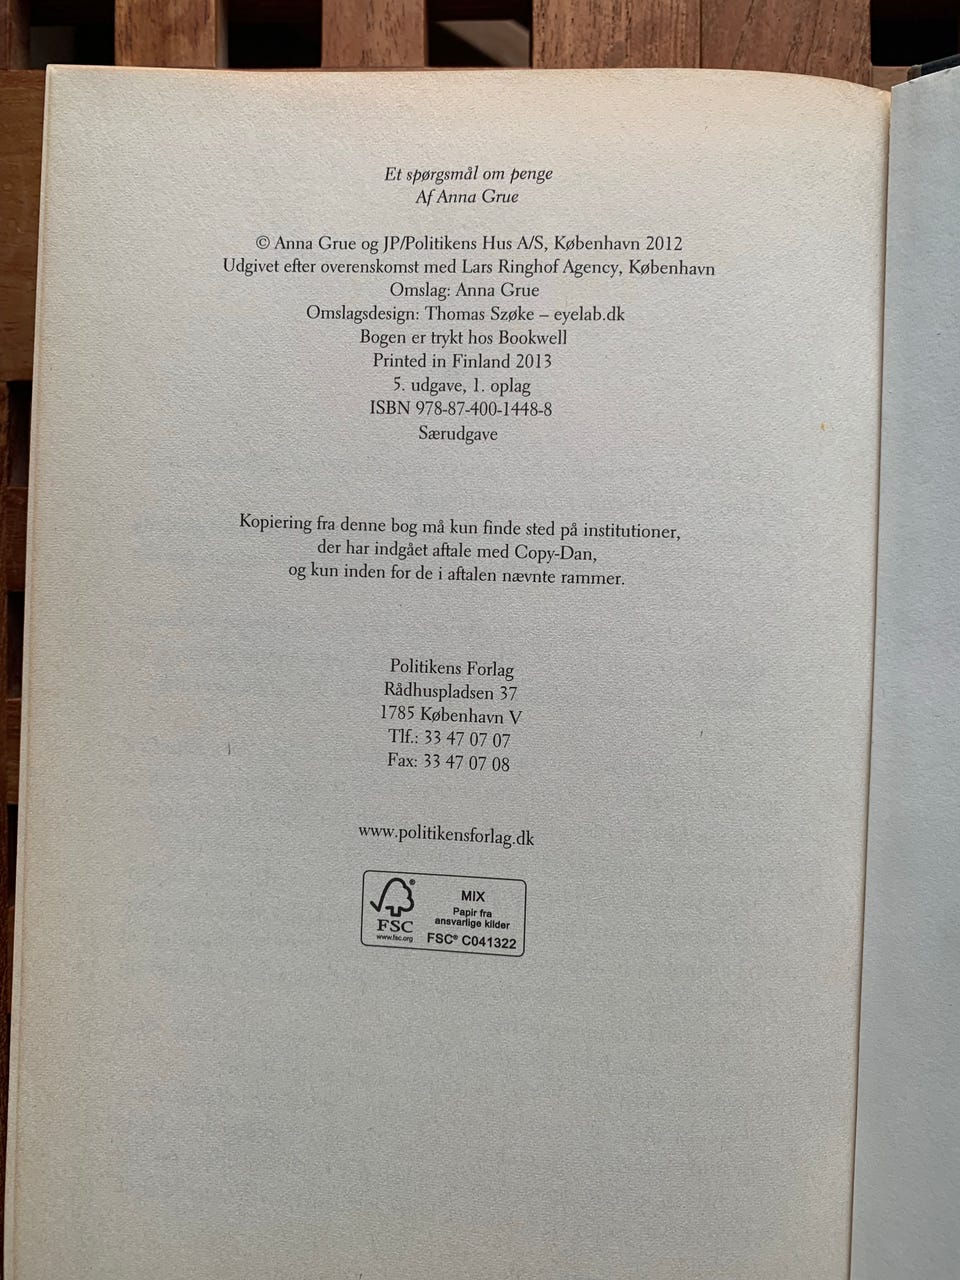 Et spørgsmål om penge
Af Anna Grue
© Anna Grue og JP/Politikens Hus A/S, København 2012
Udgivet efter overenskomst med Lars Ringhof Agency, København
Omslag: Anna Grue
Omslagsdesign: Thomas Szøke – eyelab.dk
Bogen er trykt hos Bookwell
Printed in Finland 2013
5. udgave, 1. oplag
ISBN 978-87-400-1448-8
Særudgave
Kopiering fra denne bog må kun finde sted på institutioner,
der har indgået aftale med Copy-Dan,
og kun inden for de i aftalen nævnte rammer.
Politikens Forlag
Rådhuspladsen 37
1785 København V
Tlf.: 33 47 07 07
Fax: 33 47 07 08
www.politikensforlag.dk
®
FSC
www.fsc.org
MIX
Papir fra
ansvarlige kilder
FSC® C041322